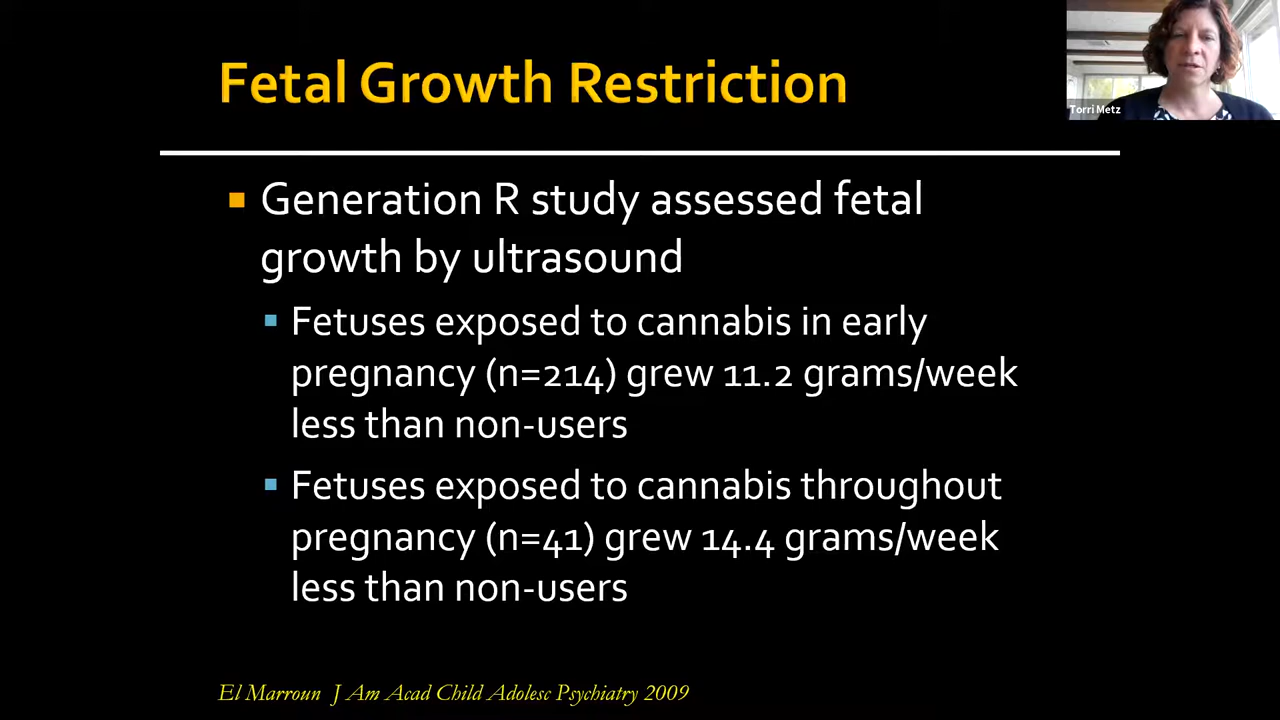 Fetal Growth Restriction
Torri Metz
Generation R study assessed fetal
growth by ultrasound
Fetuses exposed to cannabis in early
pregnancy (n=214) grew 11.2 grams/week
less than non-users
Fetuses exposed to cannabis throughout
pregnancy (n=41) grew 14.4 grams/week
less than non-users
El Marroun J Am Acad Child Adolesc Psychiatry 2009